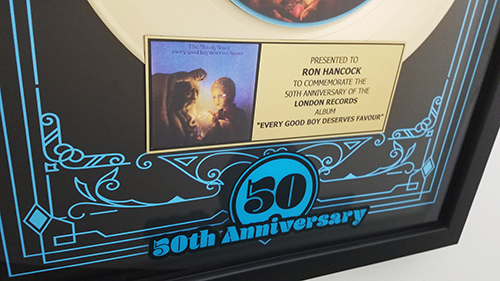 The Moody Blues
every good boy deserves favour
PRESENTED TO
RON HANCOCK
TO COMMEMORATE THE
50TH ANNIVERSARY OF THE
LONDON RECORDS
ALBUM
"EVERY GOOD BOY DESERVES FAVOUR"
50
50th Anniversary